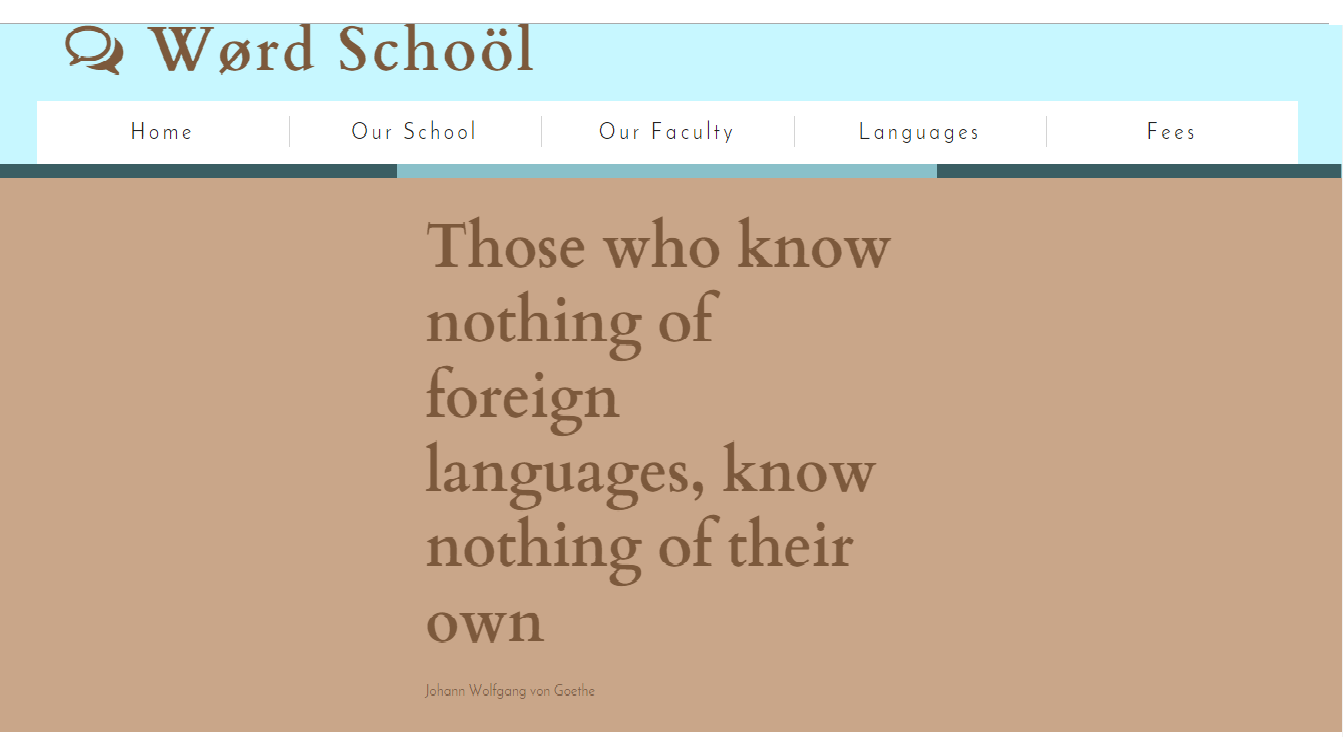 Wørd Schoöl
Home Our School Our Faculty Languages Fees
Those who know
nothing of
foreign
languages, know
nothing of their
own
Johann Wolfgang von Goethe